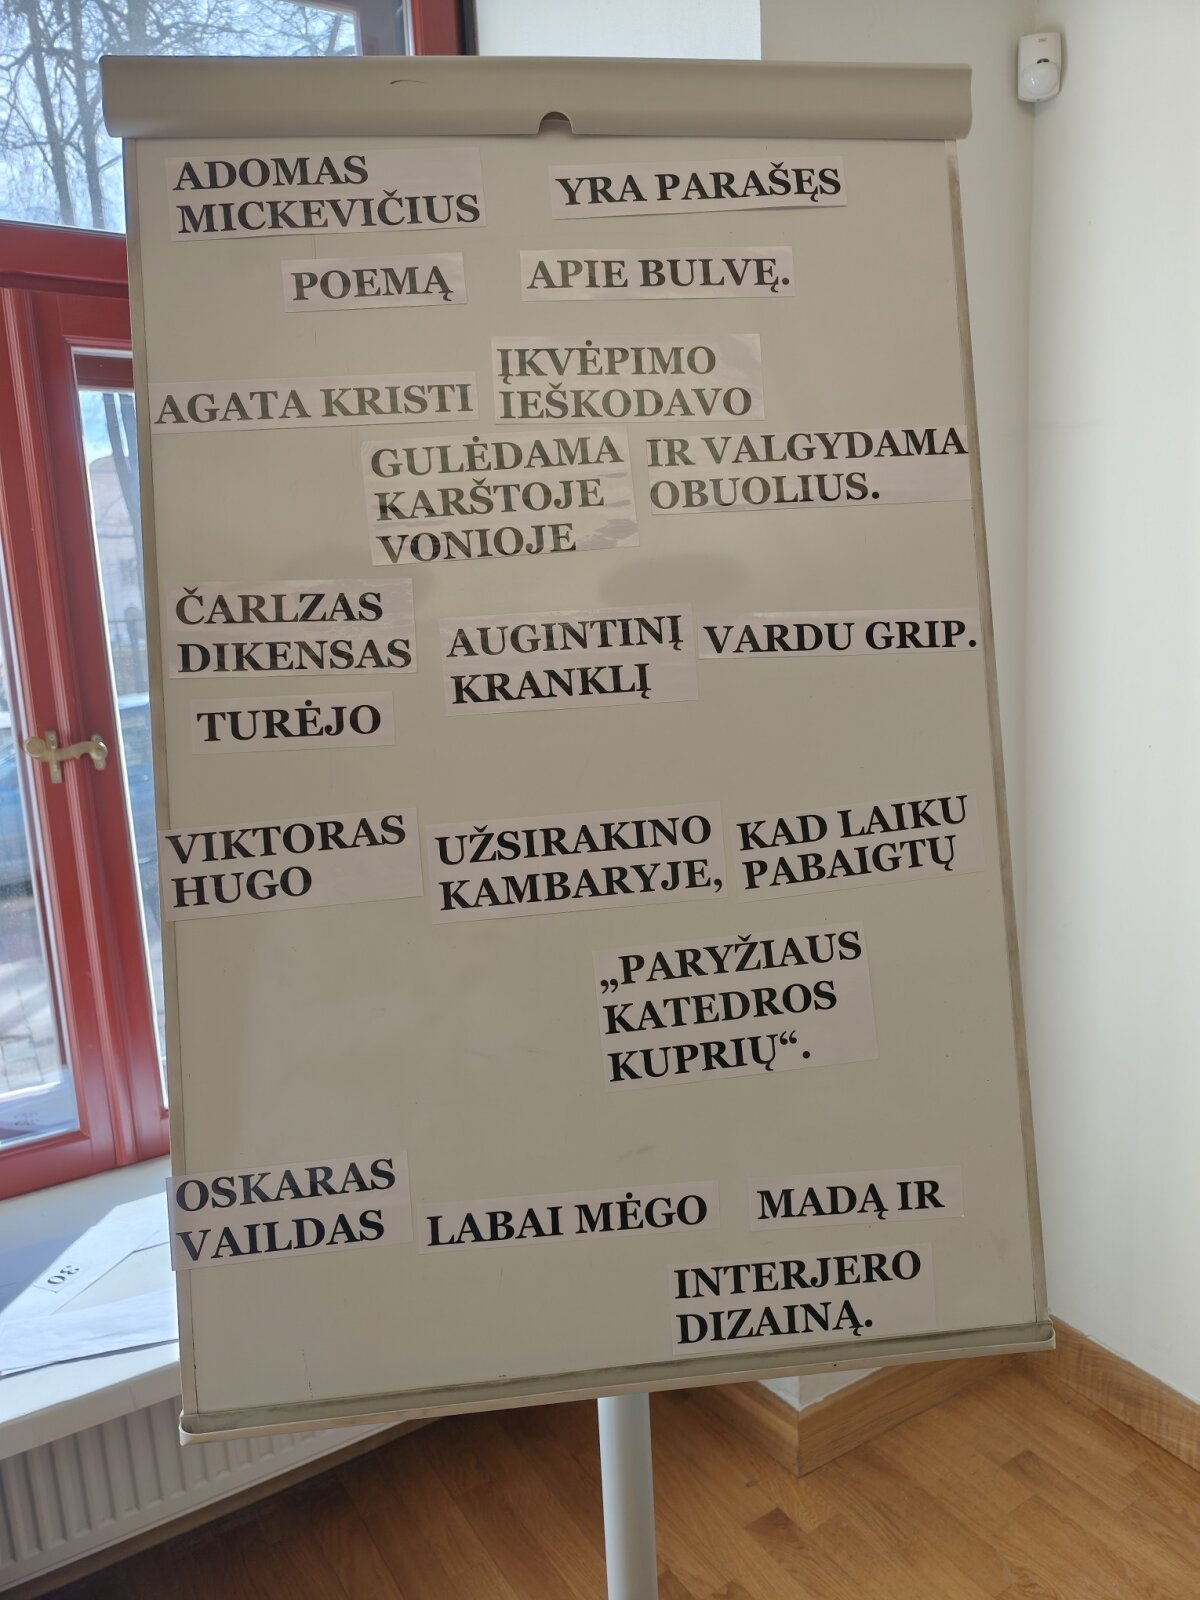 ADOMAS
MICKEVIČIUS
YRA PARAŠĘS
POEMĄ
APIE BULVĘ.
AGATA KRISTI
ĮKVĖPIMO
IEŠKODAVO
GULĖDAMA
KARŠTOJE
VONIOJE
IR VALGYDAMA
OBUOLIUS.
ČARLZAS
DIKENSAS
TURĖJO
AUGINTINĮ
KRANKLĮ
VARDU GRIP.
VIKTORAS
HUGO
UŽSIRAKINO
KAMBARYJE,
KAD LAIKU
PABAIGTŲ
„PARYŽIAUS
KATEDROS
KUPRIŲ“.
OSKARAS
VAILDAS
LABAI MĖGO
MADĄ IR
INTERJERO
DIZAINĄ.
30